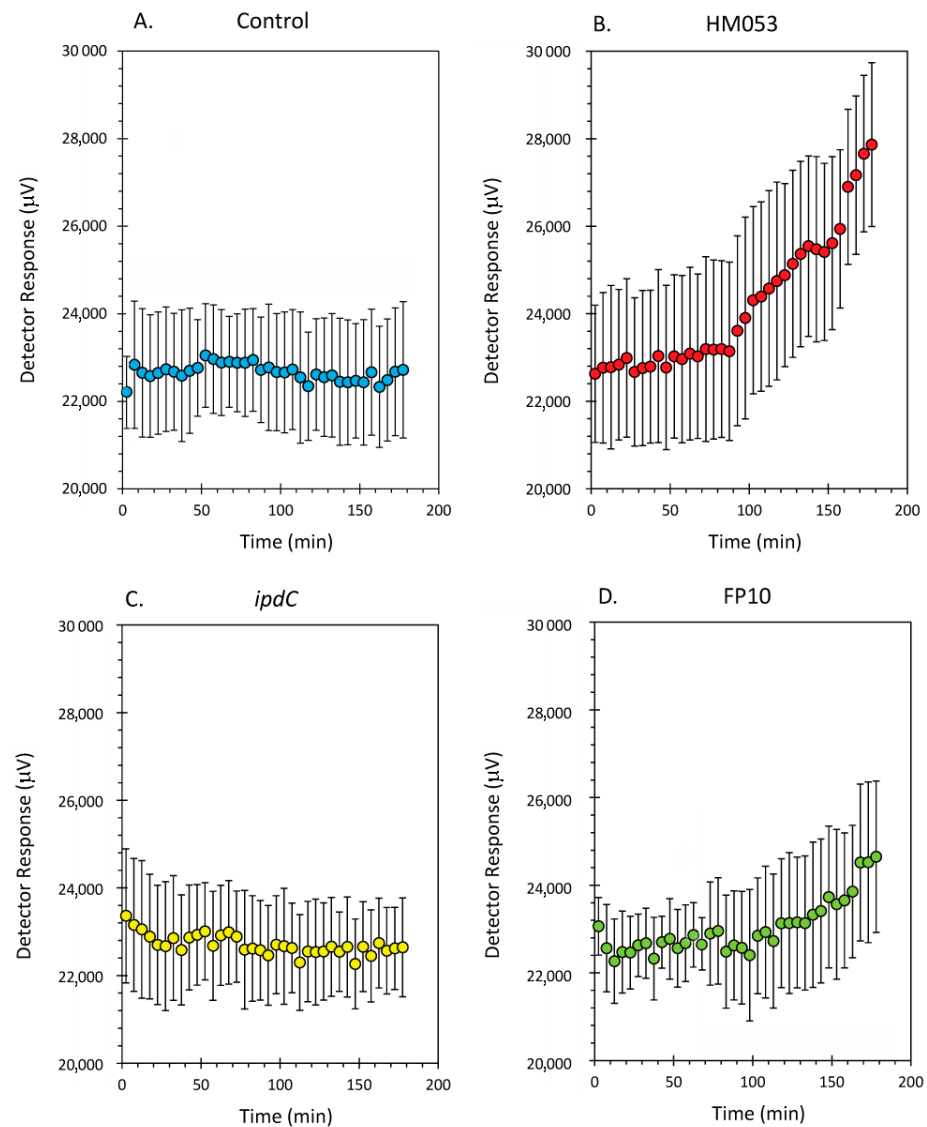 A. Control
30 000
28,000
26,000
24,000
22,000
20,000
Detector Response (µV)
0 50 100 150 200
Time (min)
B. HM053
30 000
28,000
26,000
24,000
22,000
20,000
Detector Response (µV)
0 50 100 150 200
Time (min)
C. ipdC
30 000
28,000
26,000
24,000
22,000
20,000
Detector Response (µV)
0 50 100 150 200
Time (min)
D. FP10
30 000
28,000
26,000
24,000
22,000
20,000
Detector Response (µV)
0 50 100 150 200
Time (min)